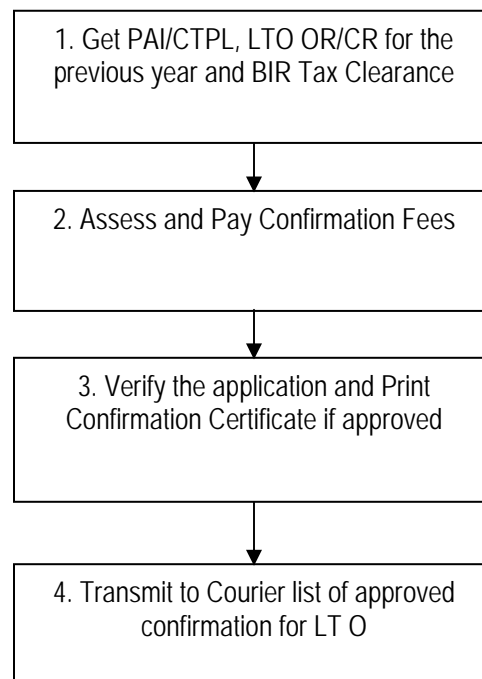 1. Get PAI/CTPL, LTO OR/CR for the
previous year and BIR Tax Clearance
2. Assess and Pay Confirmation Fees
3. Verify the application and Print
Confirmation Certificate if approved
4. Transmit to Courier list of approved
confirmation for LT O